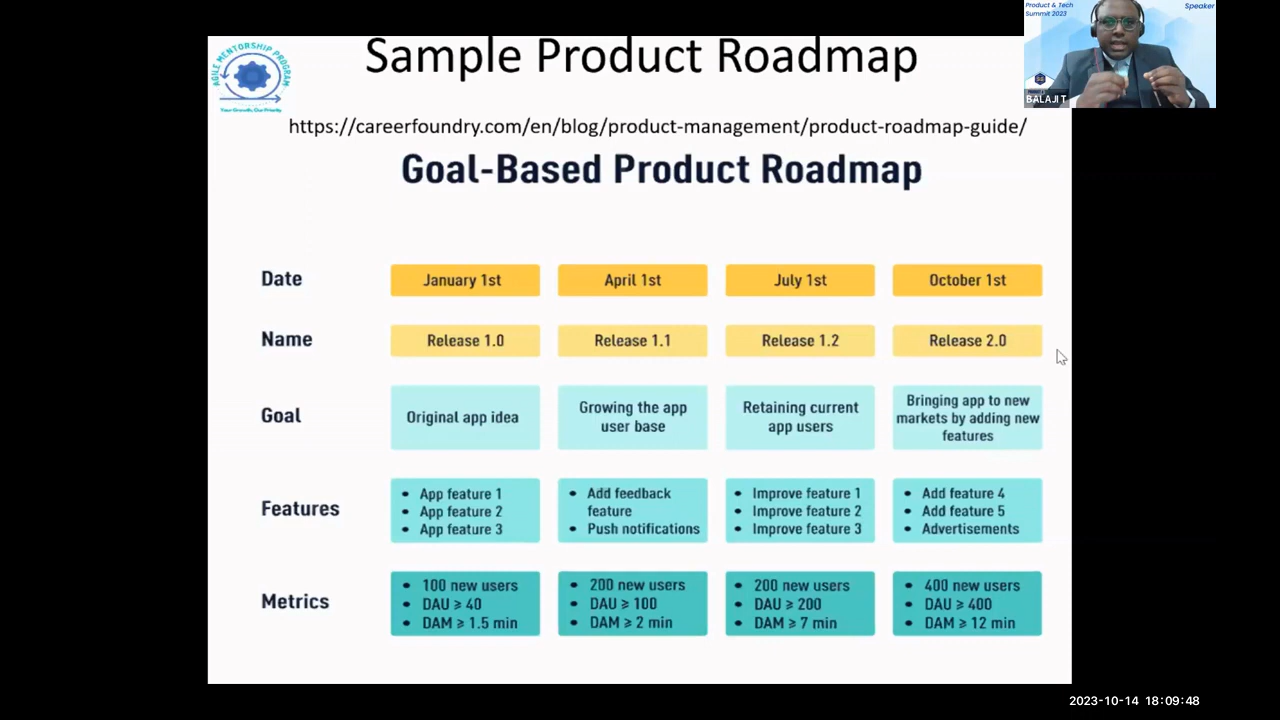 Product & Tech
Summit 2023
Speaker
BALAJI T
AGILE MENTORSHIP PROGRAM
Your Growth, Our Priority
Sample Product Roadmap
https://careerfoundry.com/en/blog/product-management/product-roadmap-guide/
Goal-Based Product Roadmap
Date
January 1st
April 1st
July 1st
October 1st
Name
Release 1.0
Release 1.1
Release 1.2
Release 2.0
Goal
Original app idea
Growing the app
user base
Retaining current
app users
Bringing app to new
markets by adding new
features
Features
• App feature 1
• App feature 2
• App feature 3
• Add feedback
feature
• Push notifications
• Improve feature 1
• Improve feature 2
• Improve feature 3
• Add feature 4
• Add feature 5
• Advertisements
Metrics
• 100 new users
• DAU ≥ 40
• DAM ≥ 1.5 min
• 200 new users
• DAU ≥ 100
• DAM ≥ 2 min
• 200 new users
• DAU ≥ 200
• DAM ≥ 7 min
• 400 new users
• DAU ≥ 400
• DAM ≥ 12 min
2023-10-14 18:09:48